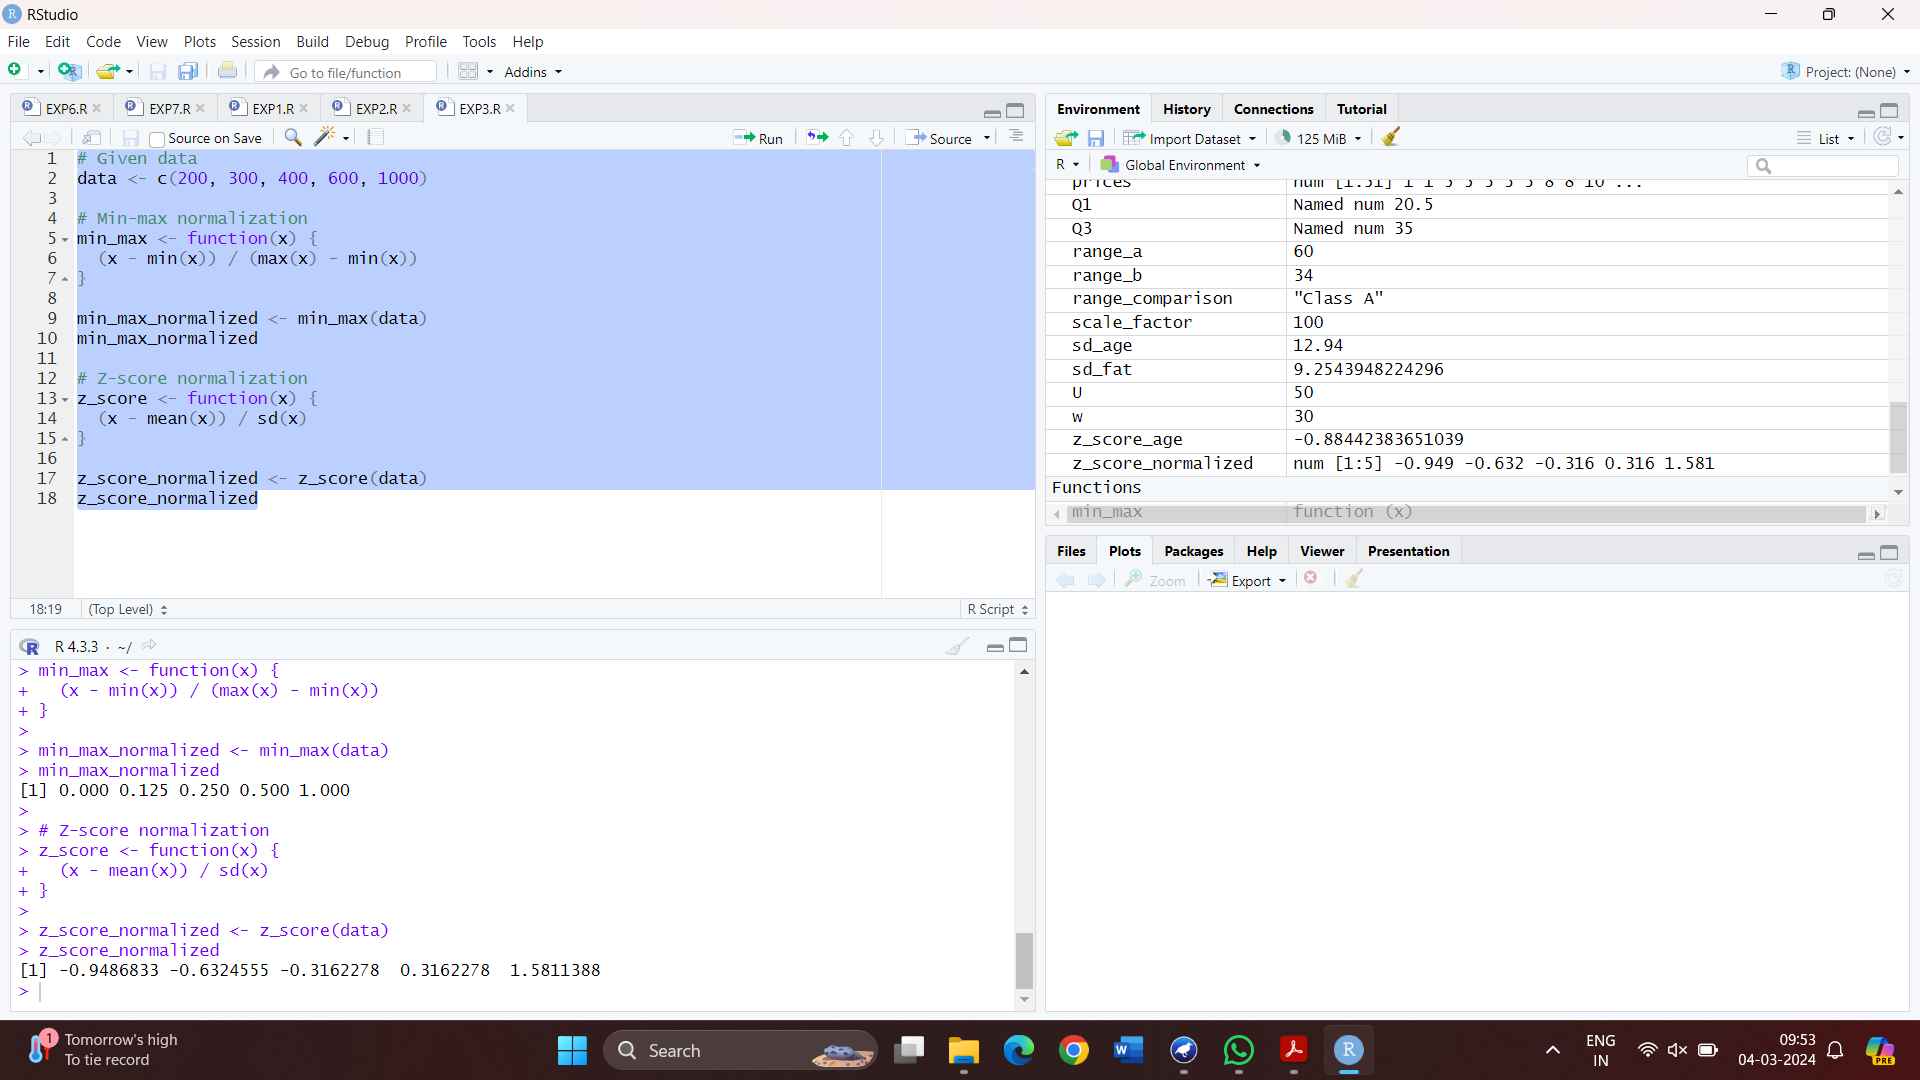 RStudio
File Edit Code View Plots Session Build Debug Profile Tools Help
Go to file/function Addins Project: (None)
EXP6.R EXP7.R EXP1.R EXP2.R EXP3.R
Source on Save Run Source
1 # Given data
2 data <- c(200, 300, 400, 600, 1000)
3
4 # Min-max normalization
5 min_max <- function(x) {
6 (x - min(x)) / (max(x) - min(x))
7 }
8
9 min_max_normalized <- min_max(data)
10 min_max_normalized
11
12 # Z-score normalization
13 z_score <- function(x) {
14 (x - mean(x)) / sd(x)
15 }
16
17 z_score_normalized <- z_score(data)
18 z_score_normalized
18:19 (Top Level) R Script
R 4.3.3 · ~/
> min_max <- function(x) {
+ (x - min(x)) / (max(x) - min(x))
+ }
>
> min_max_normalized <- min_max(data)
> min_max_normalized
[1] 0.000 0.125 0.250 0.500 1.000
>
> # Z-score normalization
> z_score <- function(x) {
+ (x - mean(x)) / sd(x)
+ }
>
> z_score_normalized <- z_score(data)
> z_score_normalized
[1] -0.9486833 -0.6324555 -0.3162278 0.3162278 1.5811388
>
Environment History Connections Tutorial
Import Dataset 125 MiB List
R Global Environment
prices num [1:51] 1 1 5 5 5 5 5 8 8 10 ...
Q1 Named num 20.5
Q3 Named num 35
range_a 60
range_b 34
range_comparison "Class A"
scale_factor 100
sd_age 12.94
sd_fat 9.2543948224296
U 50
w 30
z_score_age -0.88442383651039
z_score_normalized num [1:5] -0.949 -0.632 -0.316 0.316 1.581
Functions
min_max function (x)
Files Plots Packages Help Viewer Presentation
Zoom Export
1 Tomorrow's high
To tie record
Search
ENG
IN
09:53
04-03-2024
PRE